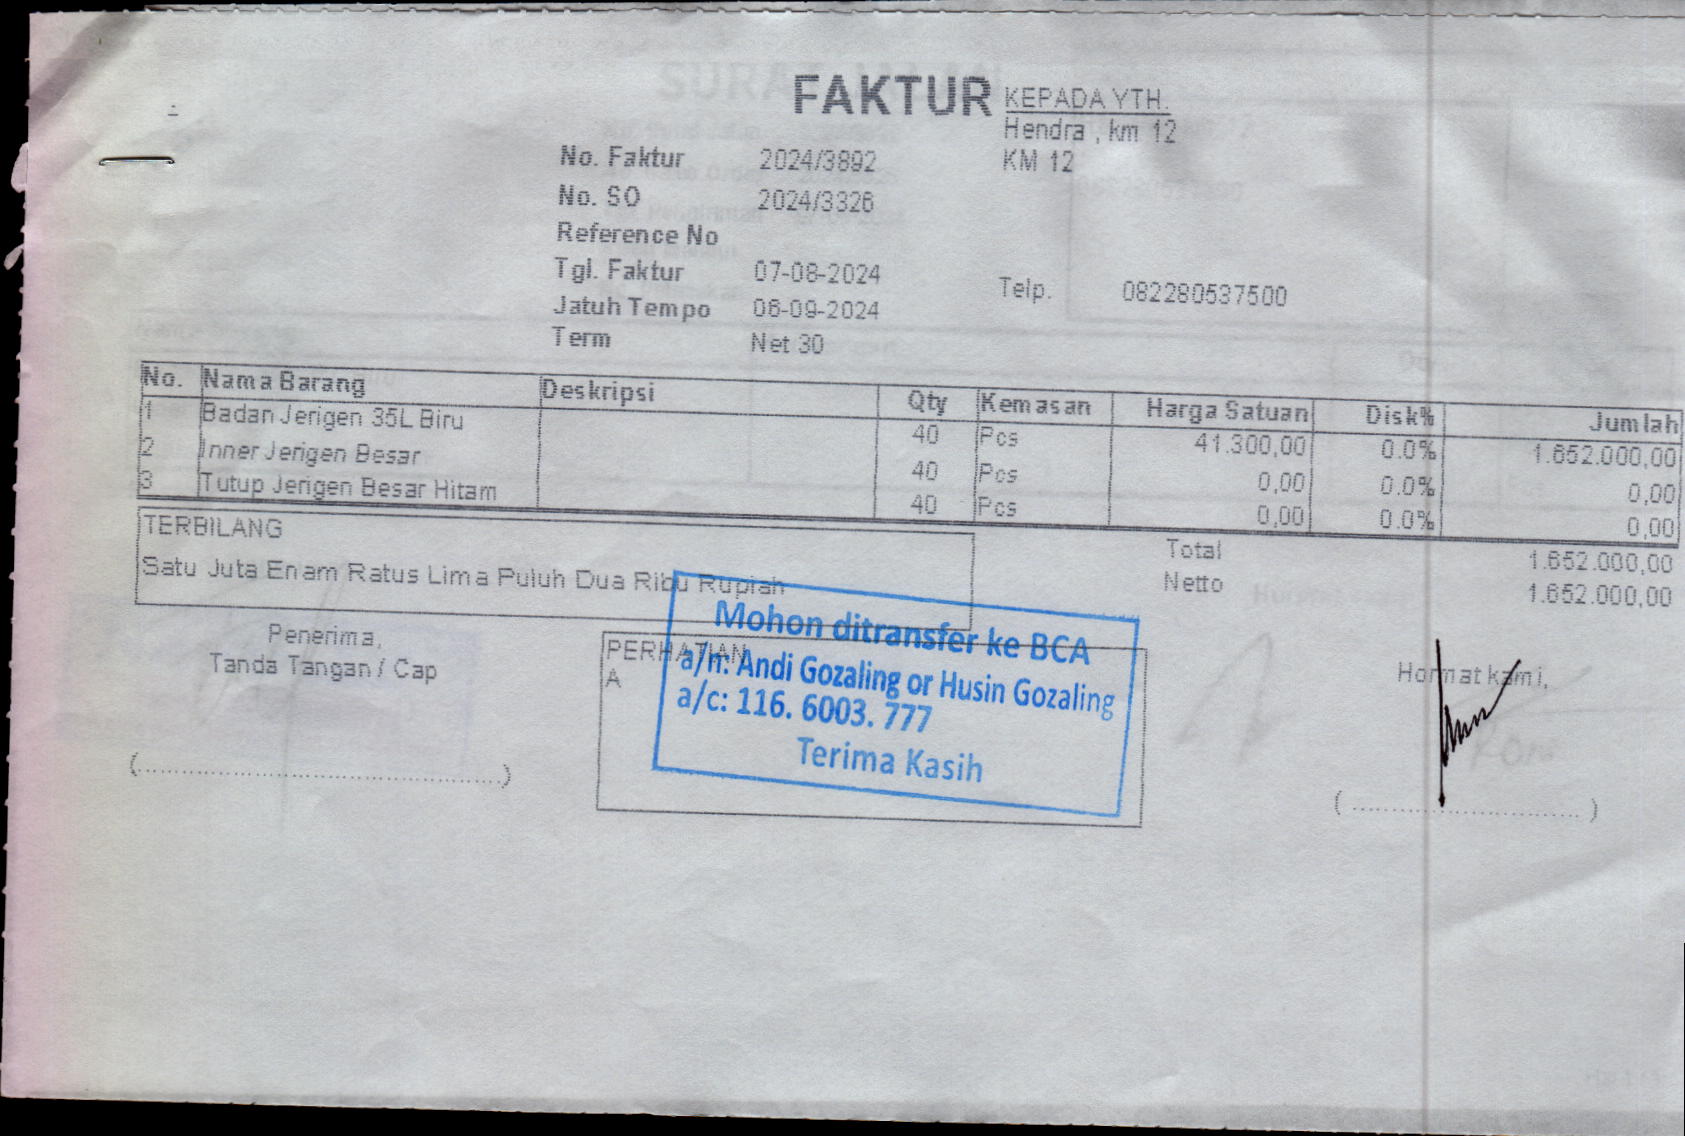 FAKTUR
KEPADA YTH.
Hendra , km 12
KM 12
No. Faktur 2024/3892
No. SO 2024/3326
Reference No
Tgl. Faktur 07-08-2024
Jatuh Tempo 06-09-2024
Term Net 30
Telp. 082280537500
No. Nama Barang Deskripsi Qty Kemasan Harga Satuan Disk% Jumlah
1 Badan Jerigen 35L Biru 40 Pcs 41.300,00 0.0% 1.652.000,00
2 Inner Jerigen Besar 40 Pcs 0,00 0.0% 0,00
3 Tutup Jerigen Besar Hitam 40 Pcs 0,00 0.0% 0,00
TERBILANG
Satu Juta Enam Ratus Lima Puluh Dua Ribu Rupiah
Total 1.652.000,00
Netto 1.652.000,00
Penerima,
Tanda Tangan / Cap
PERHATIAN
A
Mohon ditransfer ke BCA
a/n: Andi Gozaling or Husin Gozaling
a/c: 116. 6003. 777
Terima Kasih
Hormat kami,